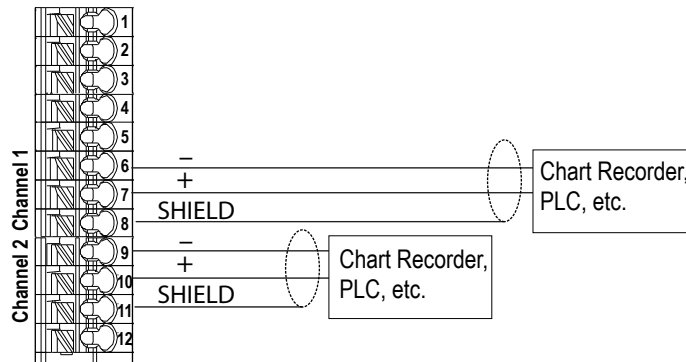 1
2
3
4
5
6
7
8
9
10
11
12
Channel 1
Channel 2
−
+
SHIELD
Chart Recorder,
PLC, etc.
−
+
SHIELD
Chart Recorder,
PLC, etc.